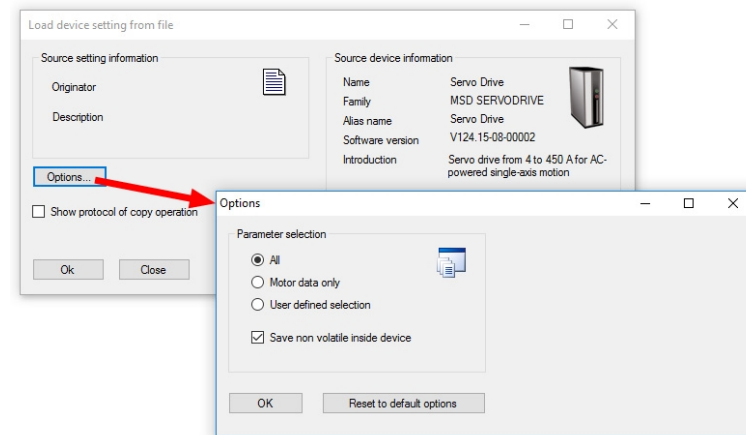 Load device setting from file
Source setting information
Originator
Description
Source device information
Name Servo Drive
Family MSD SERVODRIVE
Alias name Servo Drive
Software version V124.15-08-00002
Introduction Servo drive from 4 to 450 A for AC-
powered single-axis motion
Options...
Show protocol of copy operation
Ok Close
Options
Parameter selection
All
Motor data only
User defined selection
Save non volatile inside device
OK Reset to default options